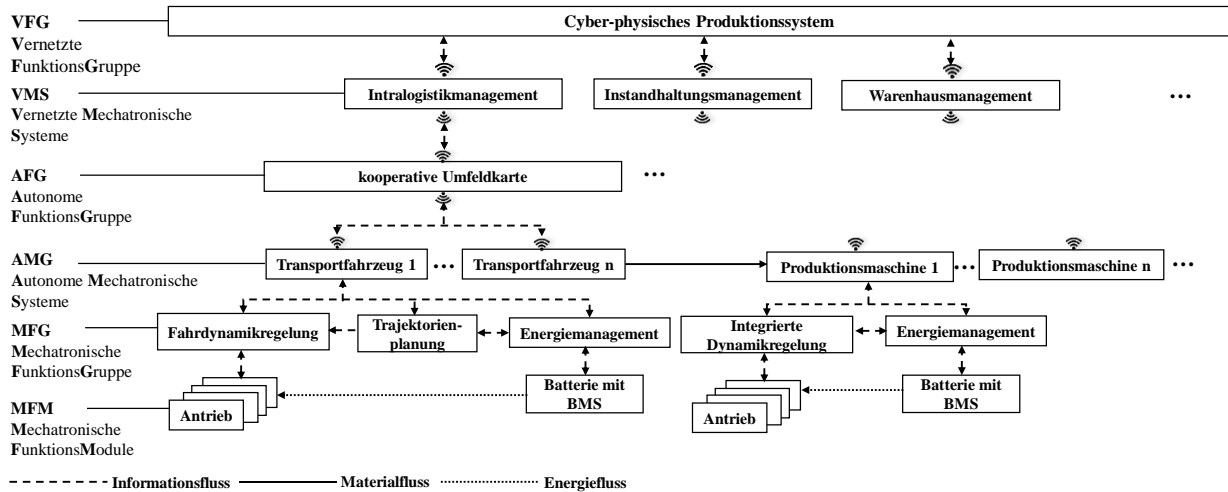 VFG
Vernetzte
FunktionsGruppe
Cyber-physisches Produktionssystem
VMS
Vernetzte Mechatronische
Systeme
Intralogistikmanagement
Instandhaltungsmanagement
Warenhausmanagement
...
AFG
Autonome
FunktionsGruppe
kooperative Umfeldkarte
...
AMG
Autonome Mechatronische
Systeme
Transportfahrzeug 1
...
Transportfahrzeug n
Produktionsmaschine 1
...
Produktionsmaschine n
...
MFG
Mechatronische
FunktionsGruppe
Fahrdynamikregelung
Trajektorien-
planung
Energiemanagement
Integrierte
Dynamikregelung
Energiemanagement
MFM
Mechatronische
FunktionsModule
Antrieb
Batterie mit
BMS
Antrieb
Batterie mit
BMS
Informationsfluss
Materialfluss
Energiefluss